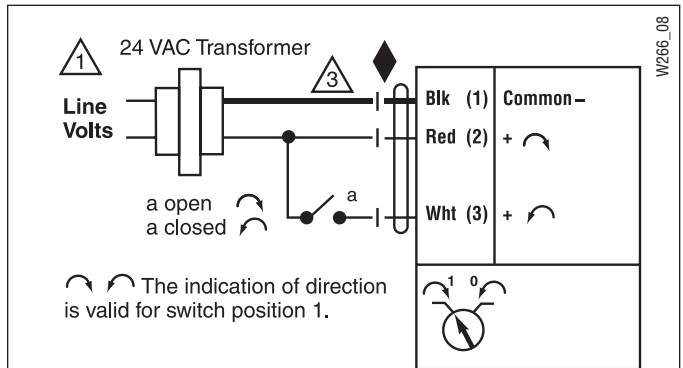 W266_08
1
24 VAC Transformer
3
Line
Volts
Blk (1) Common –
Red (2) +
a
Wht (3) +
a open
a closed
The indication of direction
is valid for switch position 1.
1 0